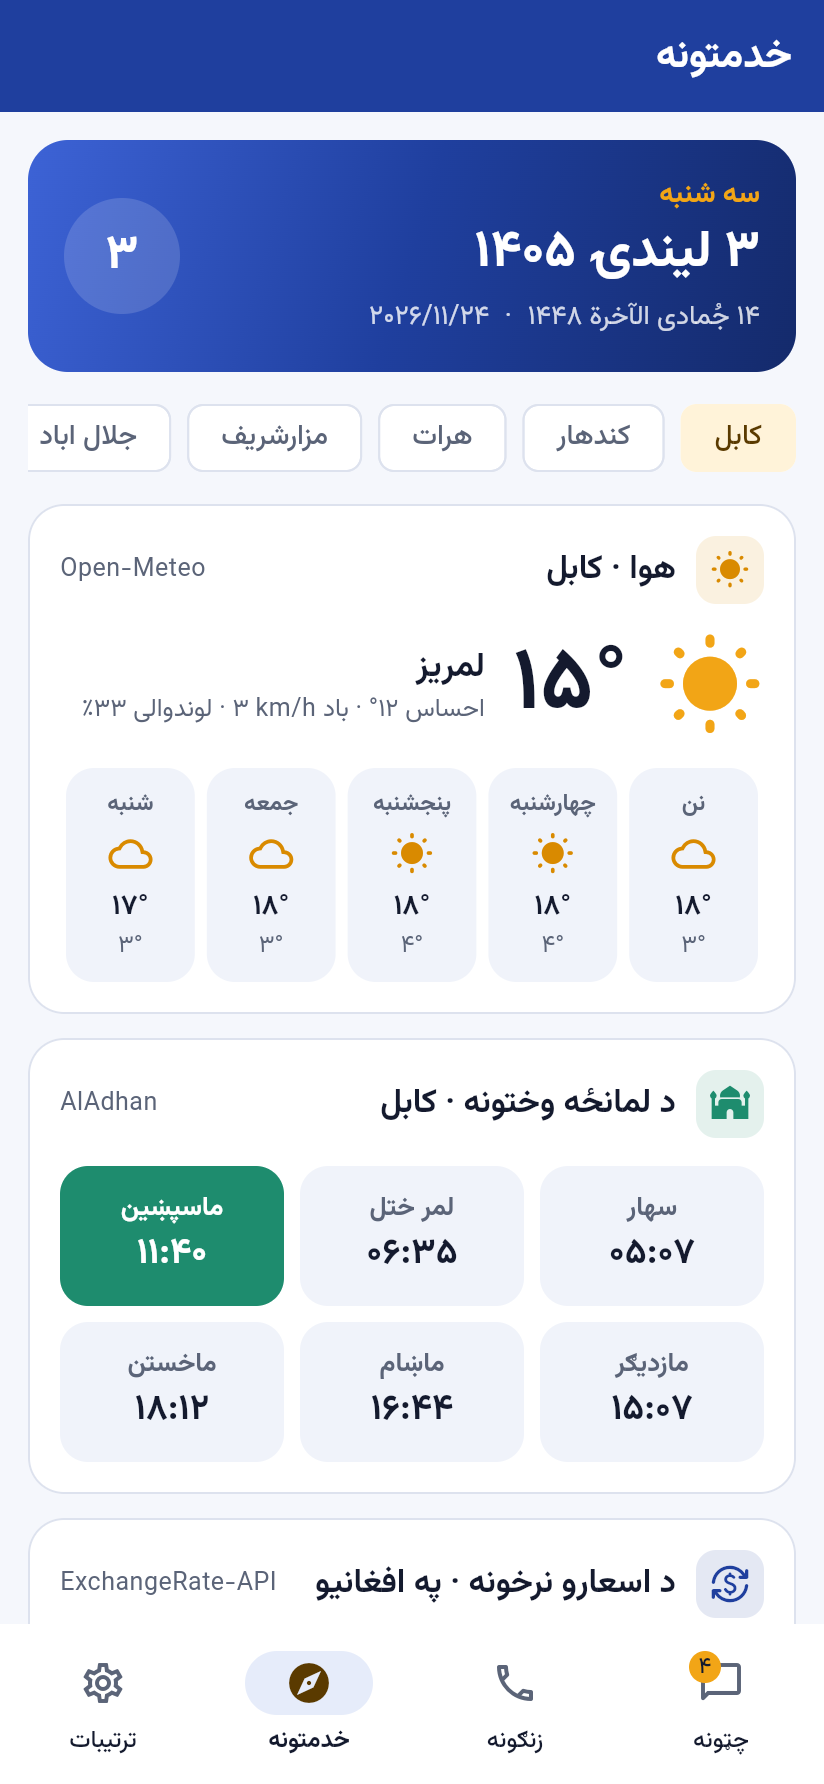 خدمتونه
سه شنبه
۳ لیندۍ ۱۴۰۵
۱۴ جُمادى الآخرة ۱۴۴۸ · ۲۰۲۶/۱۱/۲۴
۳
کابل
کندهار
هرات
مزارشریف
جلال اباد
هوا · کابل
Open-Meteo
۱۵°
لمریز
احساس ۱۲° · باد ۳ km/h · لوندوالی ۳۳٪
نن
چهارشنبه
پنجشنبه
جمعه
شنبه
۱۸°
۱۸°
۱۸°
۱۸°
۱۷°
۳°
۴°
۴°
۳°
۳°
د لمانځه وختونه · کابل
AlAdhan
سهار
لمر ختل
ماسپښین
۰۵:۰۷
۰۶:۳۵
۱۱:۴۰
مازدیګر
ماښام
ماخستن
۱۵:۰۷
۱۶:۴۴
۱۸:۱۲
د اسعارو نرخونه · په افغانیو
ExchangeRate-API
۴
چټونه
زنګونه
خدمتونه
ترتیبات